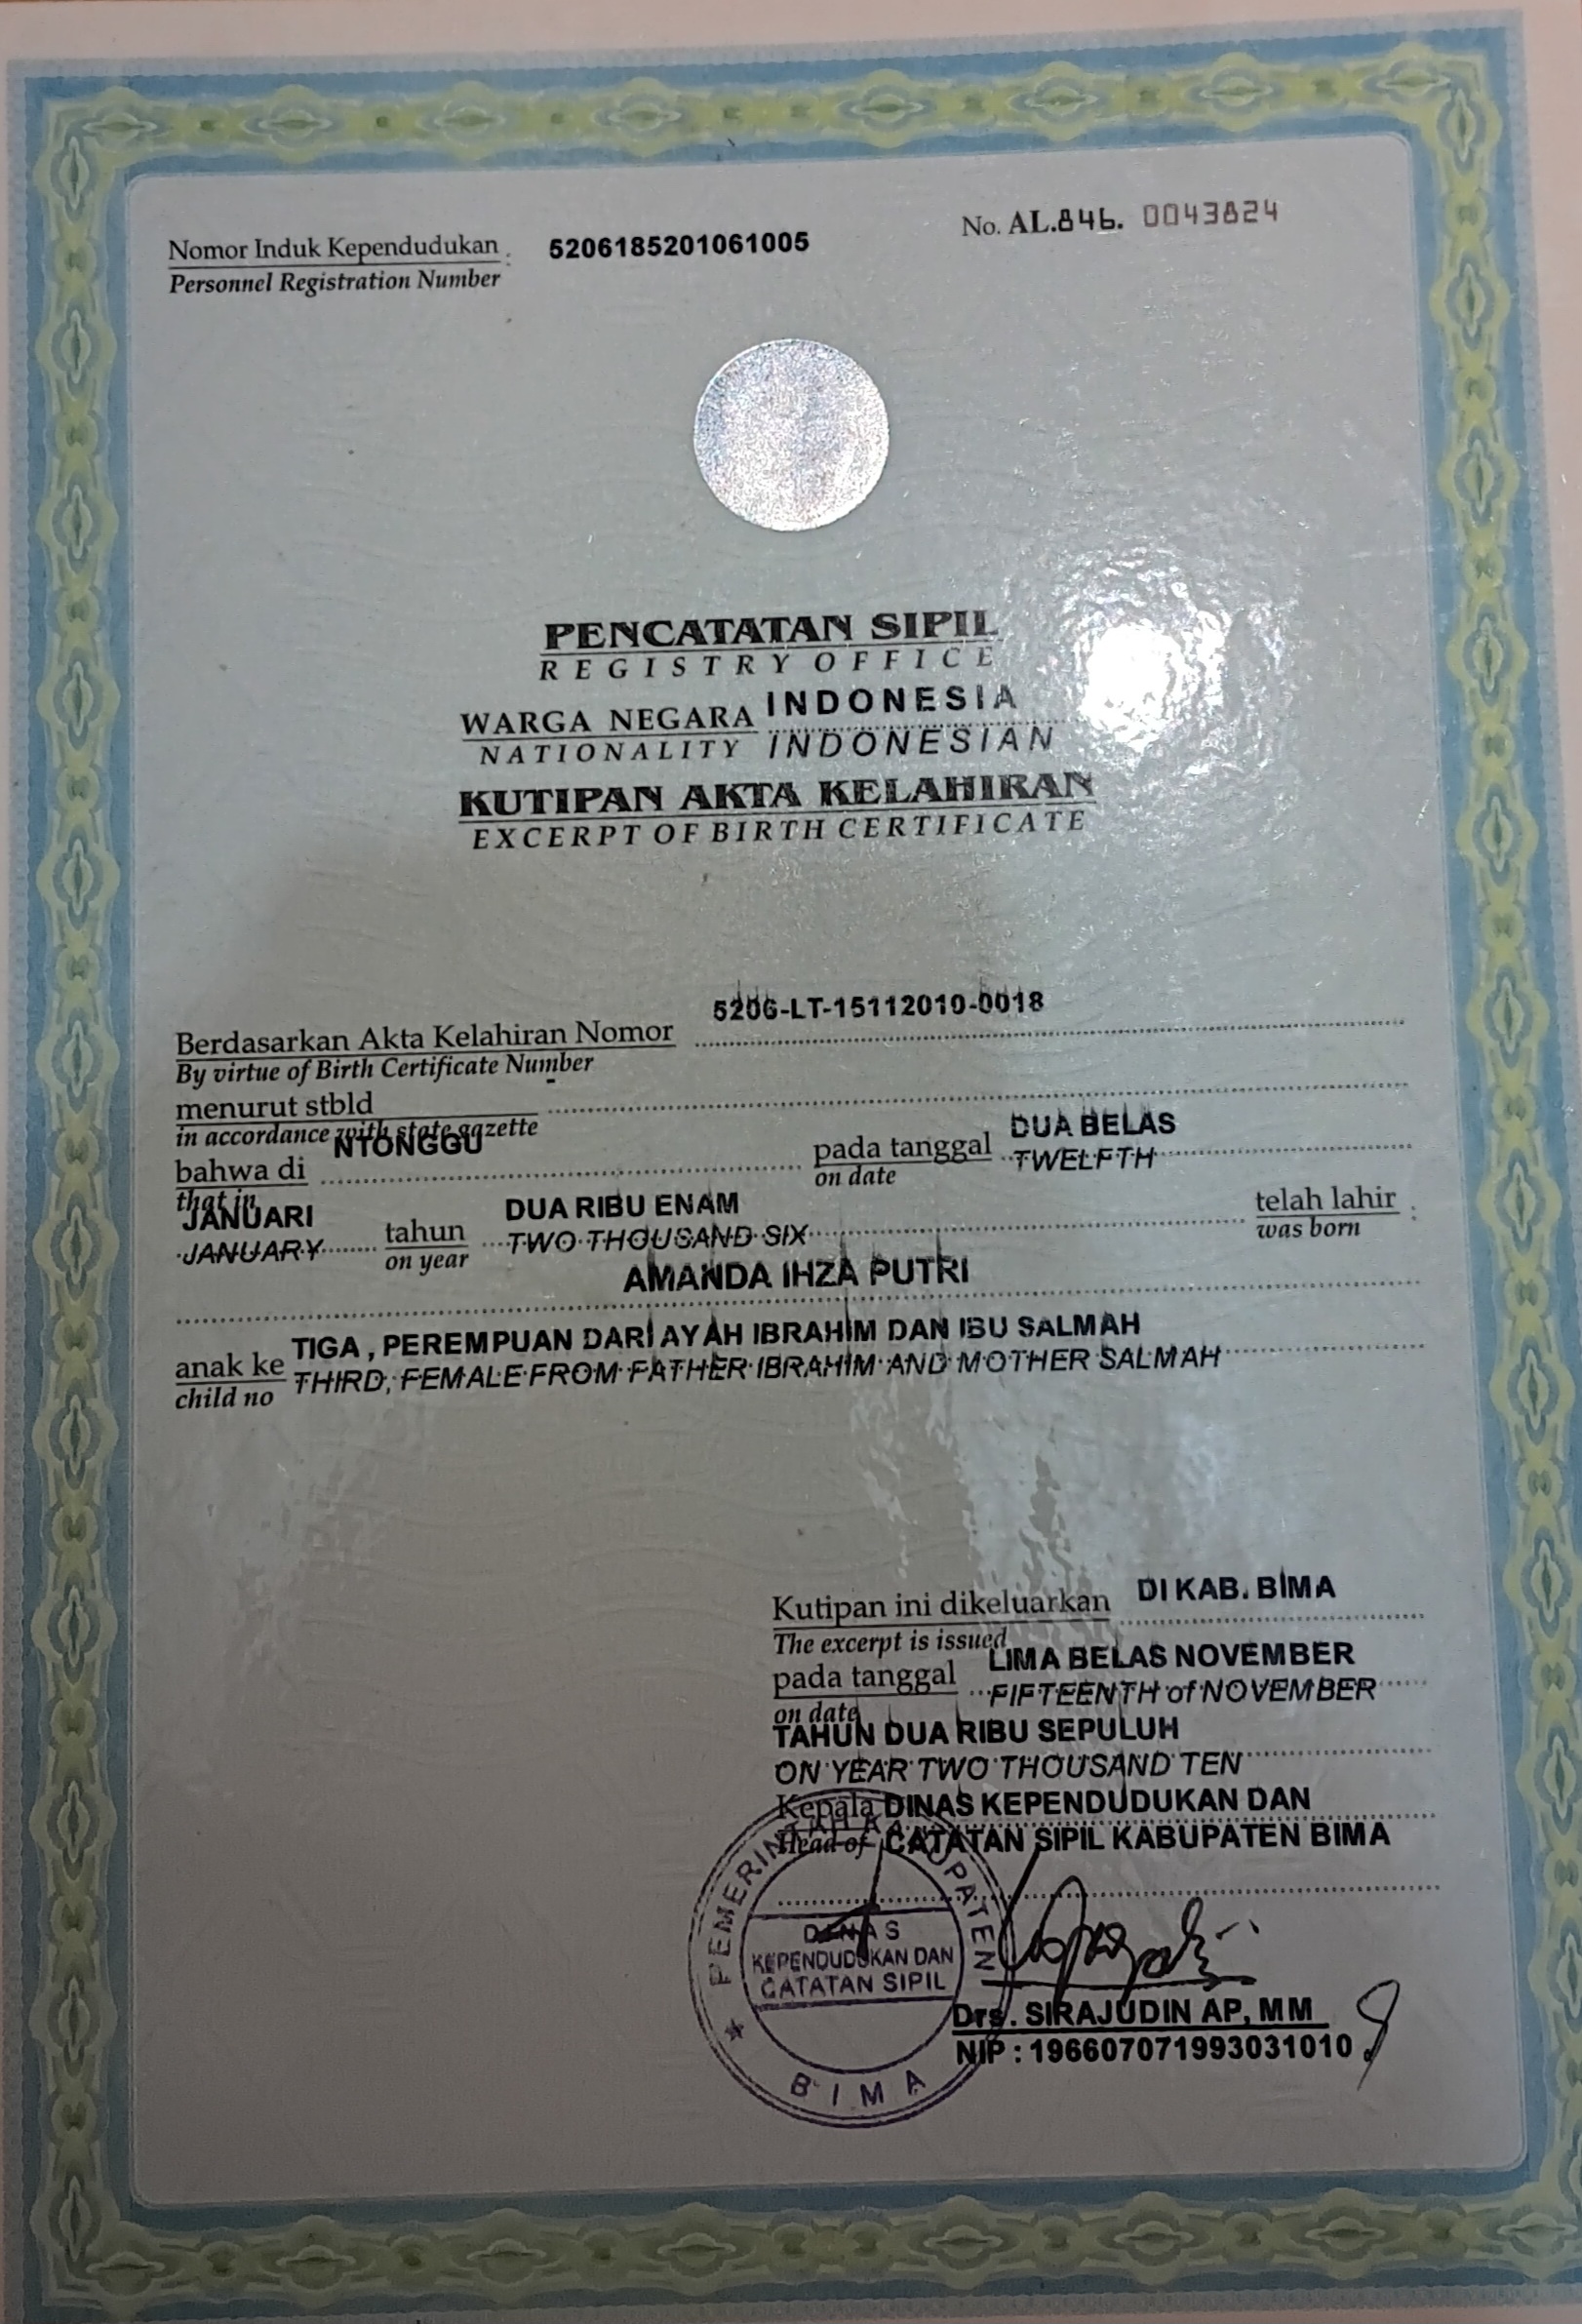 No. AL.846. 0043824
Nomor Induk Kependudukan : 5206185201061005
Personnel Registration Number
PENCATATAN SIPIL
REGISTRY OFFICE
WARGA NEGARA INDONESIA
NATIONALITY INDONESIAN
KUTIPAN AKTA KELAHIRAN
EXCERPT OF BIRTH CERTIFICATE
5206-LT-15112010-0018
Berdasarkan Akta Kelahiran Nomor
By virtue of Birth Certificate Number
menurut stbld -
in accordance with state gazette
bahwa di NTONGGU pada tanggal DUA BELAS
that in on date TWELFTH
JANUARI tahun DUA RIBU ENAM telah lahir :
JANUARY on year TWO THOUSAND SIX was born
AMANDA IHZA PUTRI
anak ke TIGA , PEREMPUAN DARI AYAH IBRAHIM DAN IBU SALMAH
child no THIRD, FEMALE FROM FATHER IBRAHIM AND MOTHER SALMAH
Kutipan ini dikeluarkan DI KAB. BIMA
The excerpt is issued
pada tanggal LIMA BELAS NOVEMBER
on date FIFTEENTH of NOVEMBER
TAHUN DUA RIBU SEPULUH
ON YEAR TWO THOUSAND TEN
Kepala DINAS KEPENDUDUKAN DAN
Head of CATATAN SIPIL KABUPATEN BIMA
PEMERINTAH KABUPATEN
DINAS
KEPENDUDUKAN DAN
CATATAN SIPIL
BIMA
Drs. SIRAJUDIN AP, MM
NIP : 196607071993031010